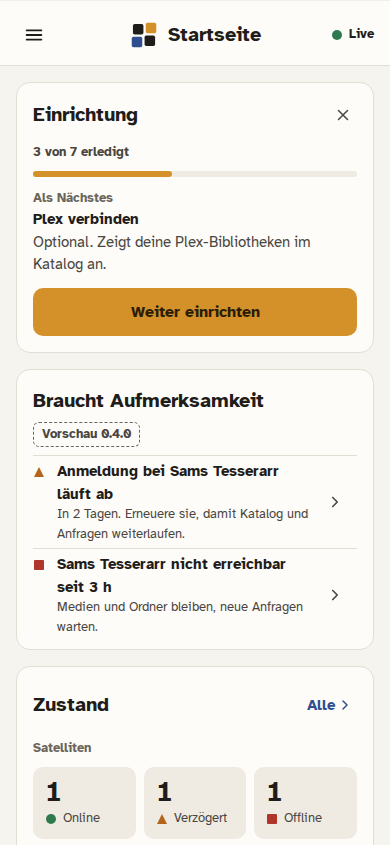 Startseite
Live
Einrichtung
3 von 7 erledigt
Als Nächstes
Plex verbinden
Optional. Zeigt deine Plex-Bibliotheken im
Katalog an.
Weiter einrichten
Braucht Aufmerksamkeit
Vorschau 0.4.0
Anmeldung bei Sams Tesserarr
läuft ab
In 2 Tagen. Erneuere sie, damit Katalog und
Anfragen weiterlaufen.
Sams Tesserarr nicht erreichbar
seit 3 h
Medien und Ordner bleiben, neue Anfragen
warten.
Zustand
Alle
Satelliten
1 1 1
Online Verzögert Offline